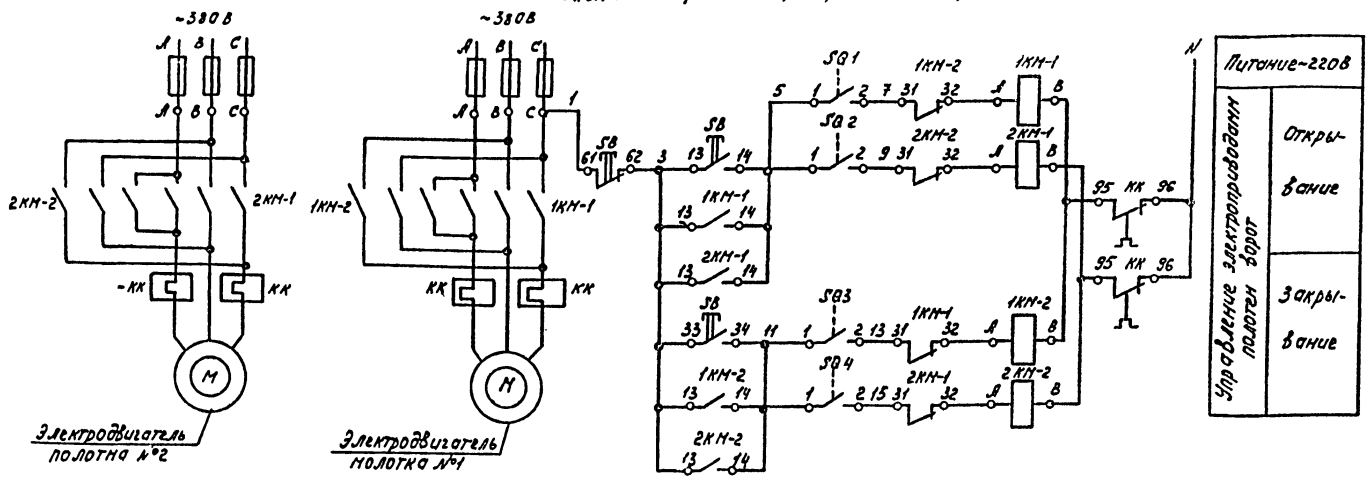 ~380 В
А В С
А В С
2КМ-2
2КМ-1
-КК
КК
М
Электродвигатель
полотна №2
~380В
А В С
А В С
1
1КМ-2
1КМ-1
КК
КК
М
Электродвигатель
молотка №1
61 SB 62 3
SB
13 14
1КМ-1
13 14
2КМ-1
13 14
SB
33 34 11
1КМ-2
13 14
2КМ-2
13 14
SQ1 1КМ-2 1КМ-1
5 1 2 7 31 32 А В
SQ2 2КМ-2 2КМ-1
1 2 9 31 32 А В
SQ3 1КМ-1 1КМ-2
1 2 13 31 32 А В
SQ4 2КМ-1 2КМ-2
1 2 15 31 32 А В
95 КК 96
95 КК 96
N
Питание~220В
Управление электроприводами
полотен ворот
Откры-
вание
Закры-
вание